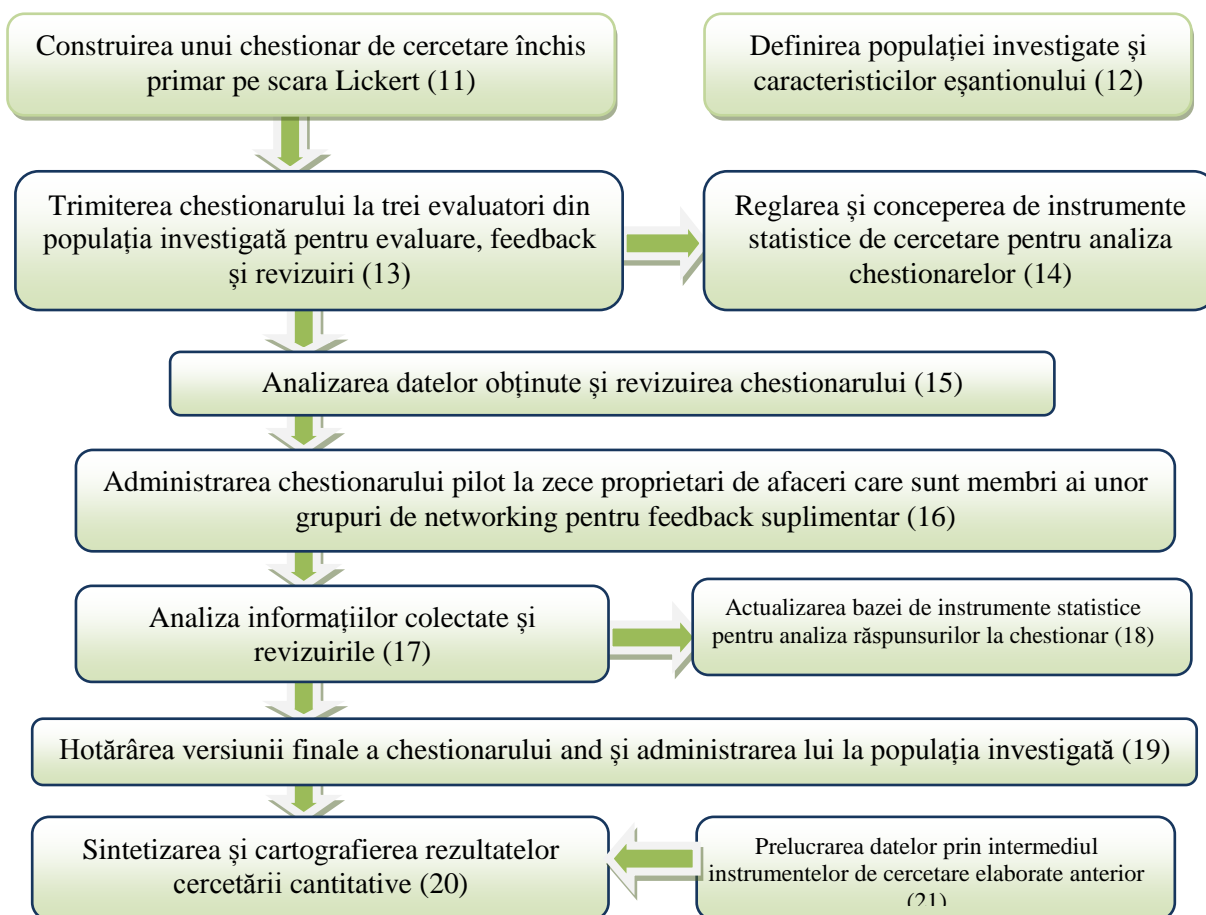 Construirea unui chestionar de cercetare închis
primar pe scara Lickert (11)
Definirea populației investigate și
caracteristicilor eșantionului (12)
Trimiterea chestionarului la trei evaluatori din
populația investigată pentru evaluare, feedback
și revizuiri (13)
Reglarea și conceperea de instrumente
statistice de cercetare pentru analiza
chestionarelor (14)
Analizarea datelor obținute și revizuirea chestionarului (15)
Administrarea chestionarului pilot la zece proprietari de afaceri care sunt membri ai unor
grupuri de networking pentru feedback suplimentar (16)
Analiza informațiilor colectate și
revizuirile (17)
Actualizarea bazei de instrumente statistice
pentru analiza răspunsurilor la chestionar (18)
Hotărârea versiunii finale a chestionarului and și administrarea lui la populația investigată (19)
Sintetizarea și cartografierea rezultatelor
cercetării cantitative (20)
Prelucrarea datelor prin intermediul
instrumentelor de cercetare elaborate anterior
(21)